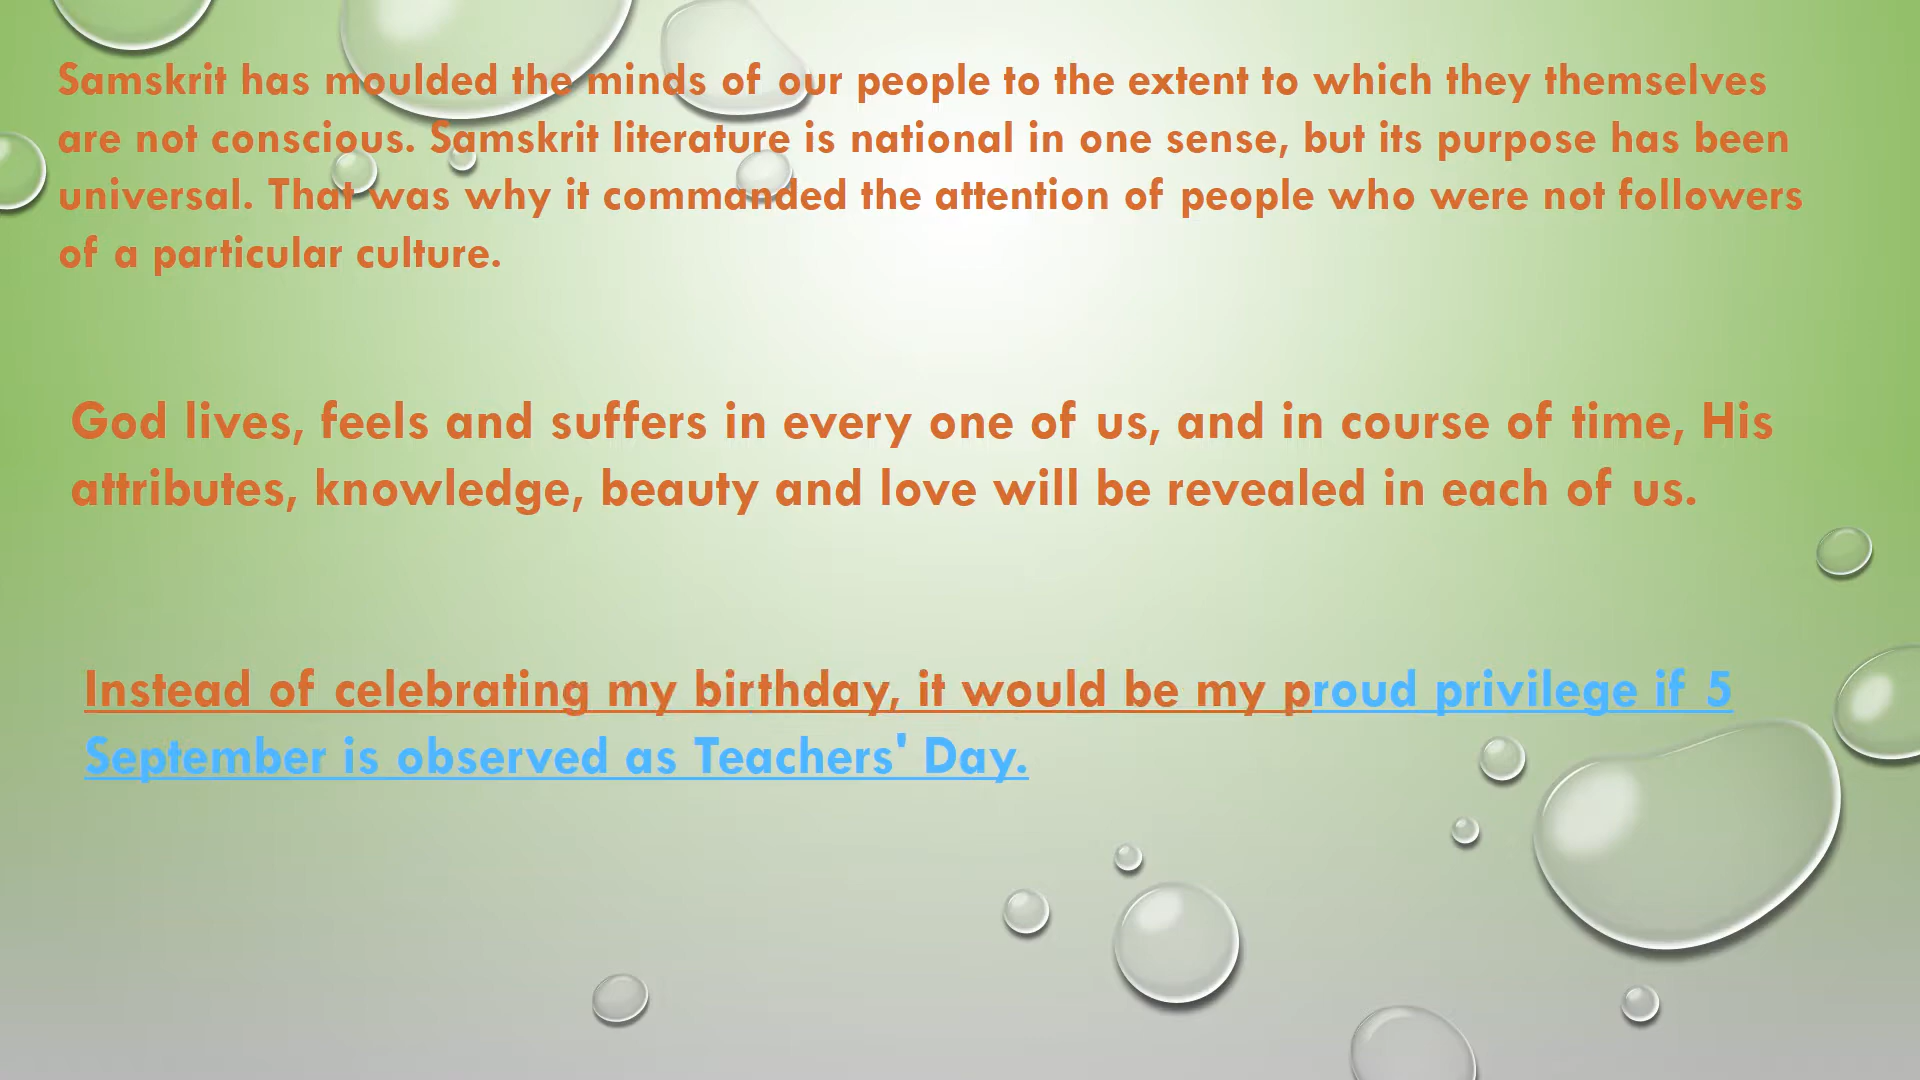 Samskrit has moulded the minds of our people to the extent to which they themselves
are not conscious. Samskrit literature is national in one sense, but its purpose has been
universal. That was why it commanded the attention of people who were not followers
of a particular culture.
God lives, feels and suffers in every one of us, and in course of time, His
attributes, knowledge, beauty and love will be revealed in each of us.
Instead of celebrating my birthday, it would be my proud privilege if 5
September is observed as Teachers' Day.